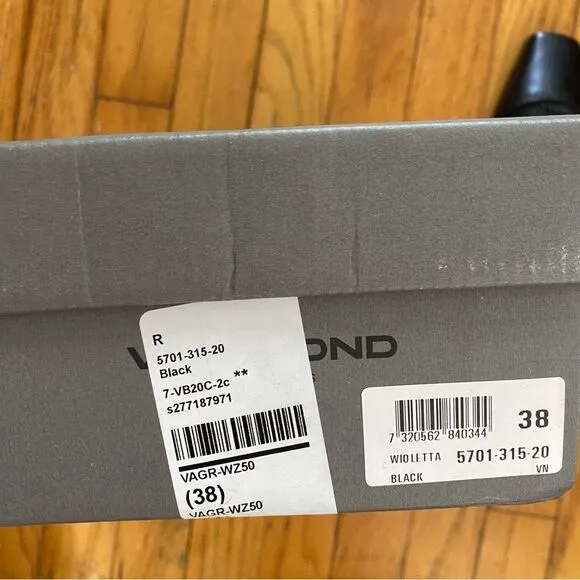 R
5701-315-20
Black
7-VB20C-2c **
s277187971
VAGR-WZ50
(38)
VAGR-WZ50
V OND
S
38
7 320562 840344
WIOLETTA 5701-315-20
BLACK VN